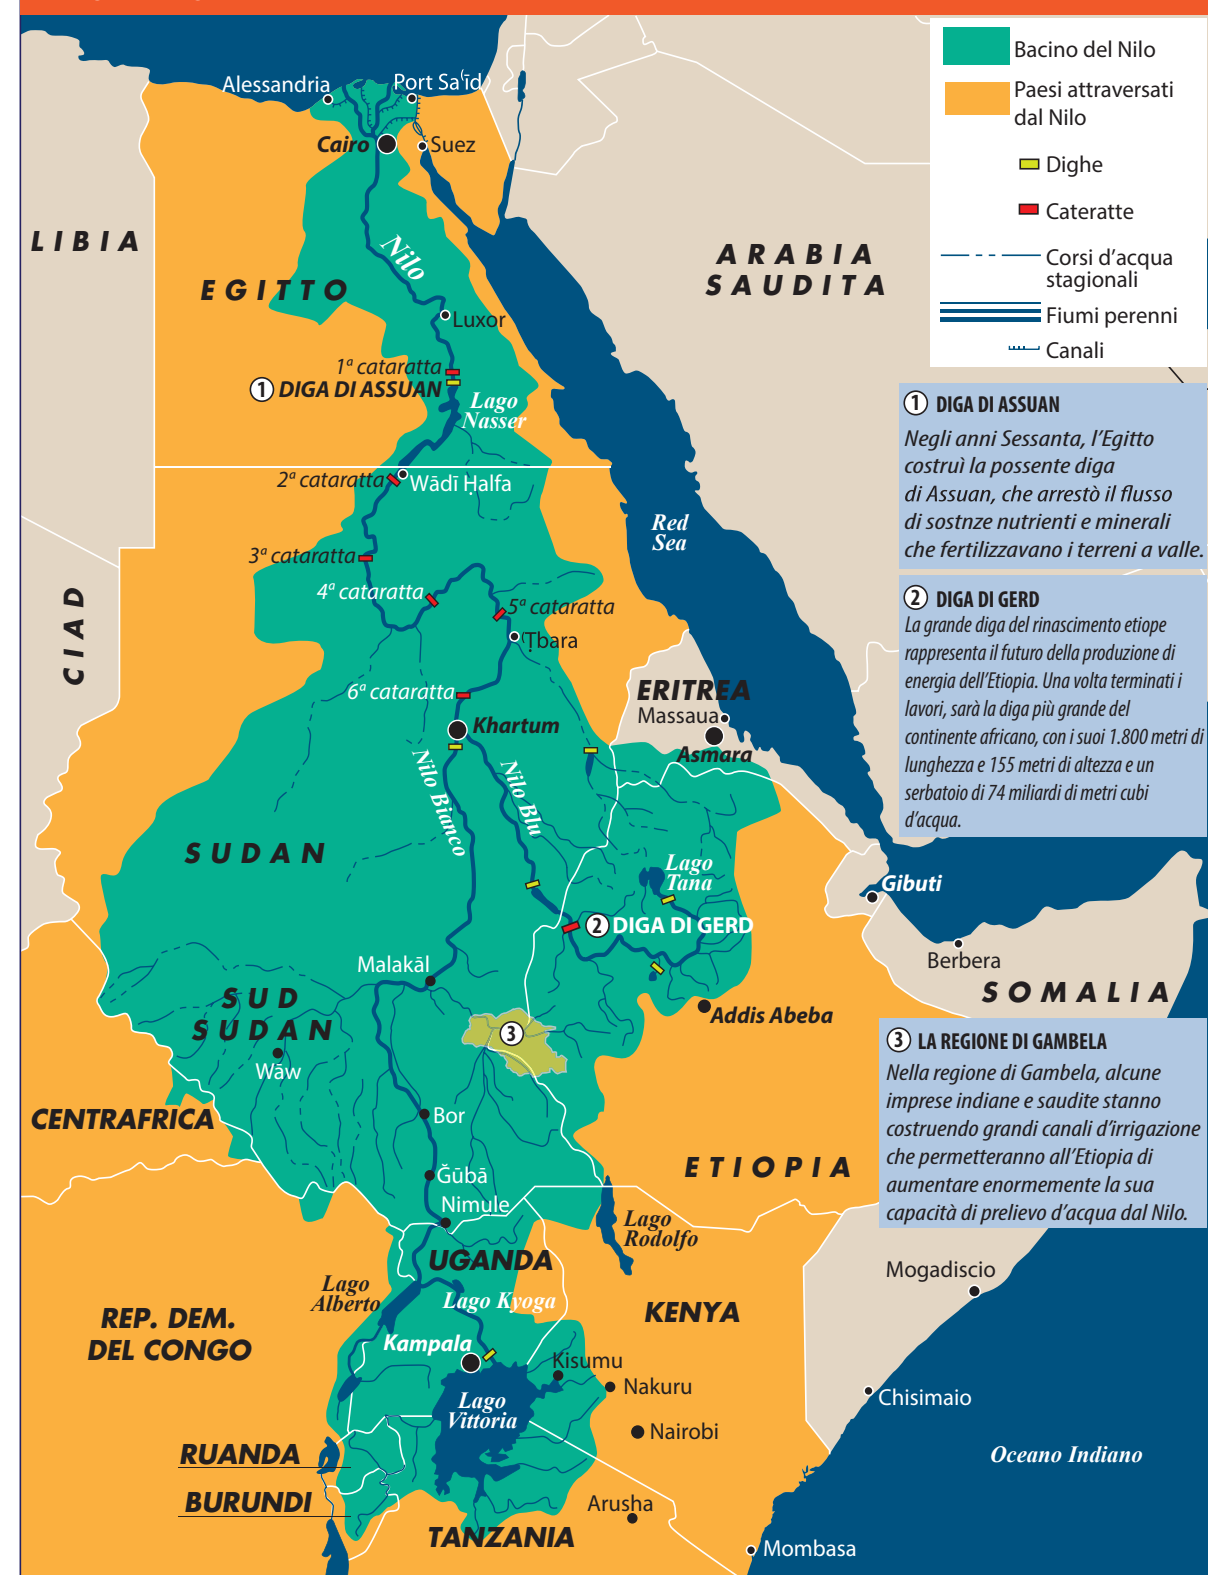 Alessandria
Port Sa῾īd
Cairo
Suez
LIBIA
Nilo
EGITTO
ARABIA
SAUDITA
Luxor
1ª cataratta
1 DIGA DI ASSUAN
Lago
Nasser
2ª cataratta
Wādī Ḥalfa
Red
Sea
3ª cataratta
4ª cataratta
5ª cataratta
῾Ṭbara
CIAD
6ª cataratta
ERITREA
Massaua
Khartum
Asmara
Nilo Bianco
Nilo Blu
SUDAN
Lago
Tana
Gibuti
2 DIGA DI GERD
Berbera
Malakāl
SUD
SUDAN
SOMALIA
Addis Abeba
3
Wāw
CENTRAFRICA
Bor
ETIOPIA
Ǧūbā
Nimule
Lago
Rodolfo
UGANDA
Lago
Alberto
Lago Kyoga
Mogadiscio
REP. DEM.
DEL CONGO
KENYA
Kampala
Kisumu
Nakuru
Lago
Vittoria
Chisimaio
Nairobi
RUANDA
Oceano Indiano
BURUNDI
Arusha
TANZANIA
Mombasa
Bacino del Nilo
Paesi attraversati
dal Nilo
Dighe
Cateratte
Corsi d’acqua
stagionali
Fiumi perenni
Canali
1 DIGA DI ASSUAN
Negli anni Sessanta, l’Egitto
costruì la possente diga
di Assuan, che arrestò il flusso
di sostnze nutrienti e minerali
che fertilizzavano i terreni a valle.
2 DIGA DI GERD
La grande diga del rinascimento etiope
rappresenta il futuro della produzione di
energia dell’Etiopia. Una volta terminati i
lavori, sarà la diga più grande del
continente africano, con i suoi 1.800 metri di
lunghezza e 155 metri di altezza e un
serbatoio di 74 miliardi di metri cubi
d’acqua.
3 LA REGIONE DI GAMBELA
Nella regione di Gambela, alcune
imprese indiane e saudite stanno
costruendo grandi canali d’irrigazione
che permetteranno all’Etiopia di
aumentare enormemente la sua
capacità di prelievo d’acqua dal Nilo.